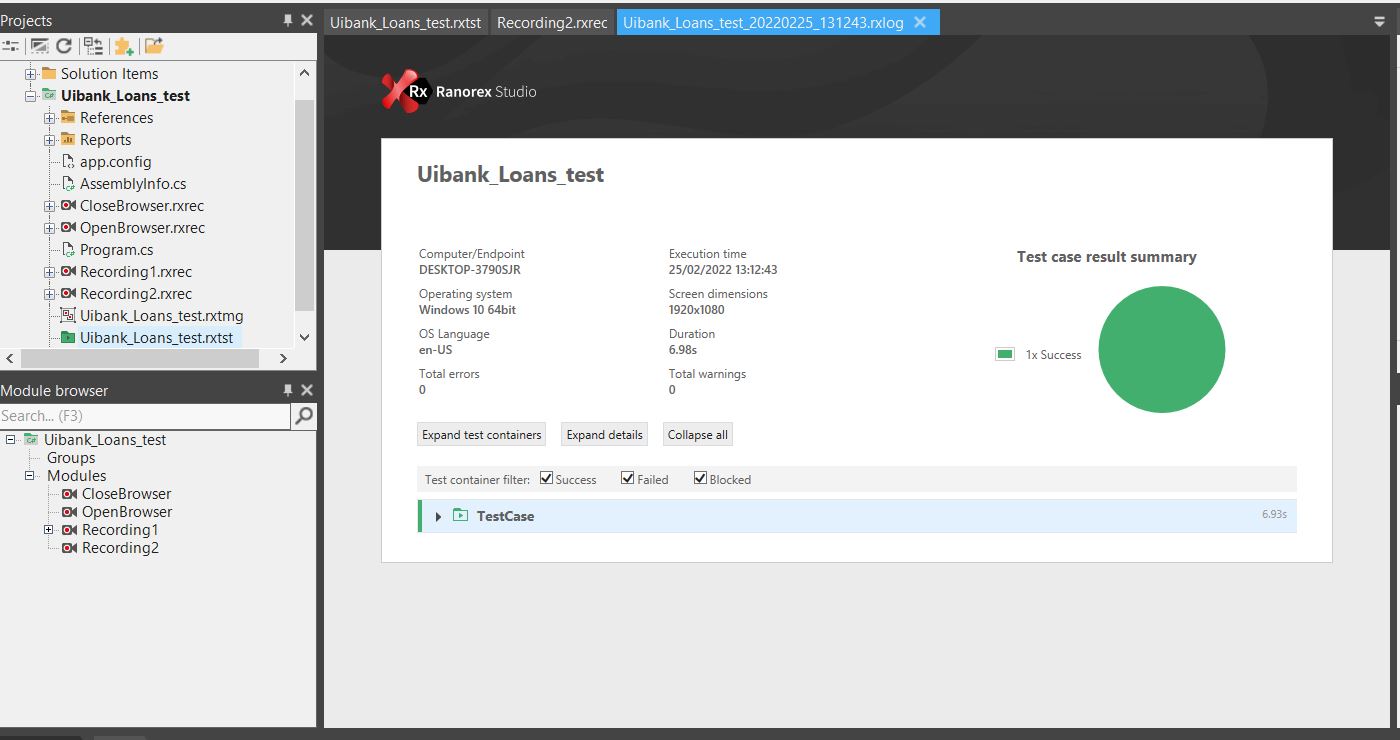 Projects
Solution Items
Uibank_Loans_test
References
Reports
app.config
AssemblyInfo.cs
CloseBrowser.rxrec
OpenBrowser.rxrec
Program.cs
Recording1.rxrec
Recording2.rxrec
Uibank_Loans_test.rxtmg
Uibank_Loans_test.rxtst
Module browser
Search... (F3)
Uibank_Loans_test
Groups
Modules
CloseBrowser
OpenBrowser
Recording1
Recording2
Uibank_Loans_test.rxtst Recording2.rxrec Uibank_Loans_test_20220225_131243.rxlog
Rx Ranorex Studio
Uibank_Loans_test
Computer/Endpoint
DESKTOP-3790SJR
Execution time
25/02/2022 13:12:43
Operating system
Windows 10 64bit
Screen dimensions
1920x1080
OS Language
en-US
Duration
6.98s
Total errors
0
Total warnings
0
Test case result summary
1x Success
Expand test containers Expand details Collapse all
Test container filter: Success Failed Blocked
TestCase 6.93s